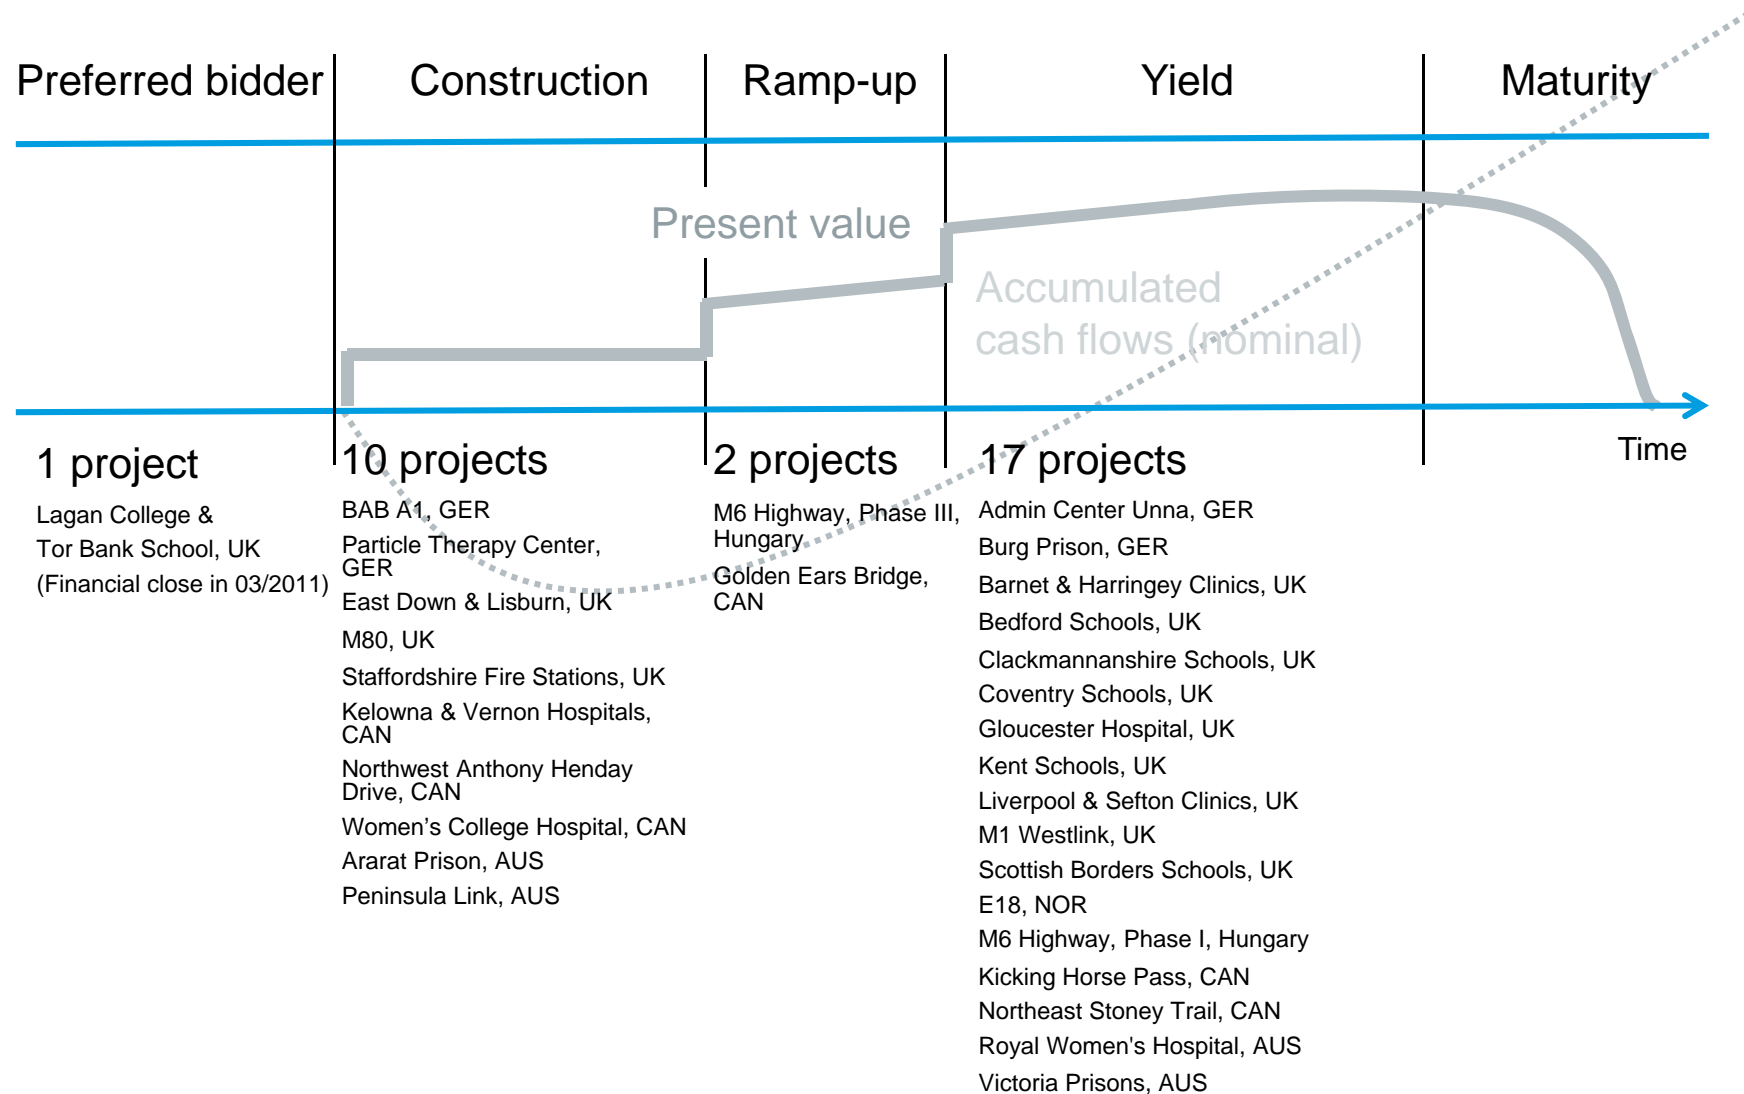 Preferred bidder
Construction
Ramp-up
Yield
Maturity
Present value
Accumulated
cash flows (nominal)
Time
1 project
Lagan College &
Tor Bank School, UK
(Financial close in 03/2011)
10 projects
BAB A1, GER
Particle Therapy Center,
GER
East Down & Lisburn, UK
M80, UK
Staffordshire Fire Stations, UK
Kelowna & Vernon Hospitals,
CAN
Northwest Anthony Henday
Drive, CAN
Women’s College Hospital, CAN
Ararat Prison, AUS
Peninsula Link, AUS
2 projects
M6 Highway, Phase III,
Hungary
Golden Ears Bridge,
CAN
17 projects
Admin Center Unna, GER
Burg Prison, GER
Barnet & Harringey Clinics, UK
Bedford Schools, UK
Clackmannanshire Schools, UK
Coventry Schools, UK
Gloucester Hospital, UK
Kent Schools, UK
Liverpool & Sefton Clinics, UK
M1 Westlink, UK
Scottish Borders Schools, UK
E18, NOR
M6 Highway, Phase I, Hungary
Kicking Horse Pass, CAN
Northeast Stoney Trail, CAN
Royal Women's Hospital, AUS
Victoria Prisons, AUS